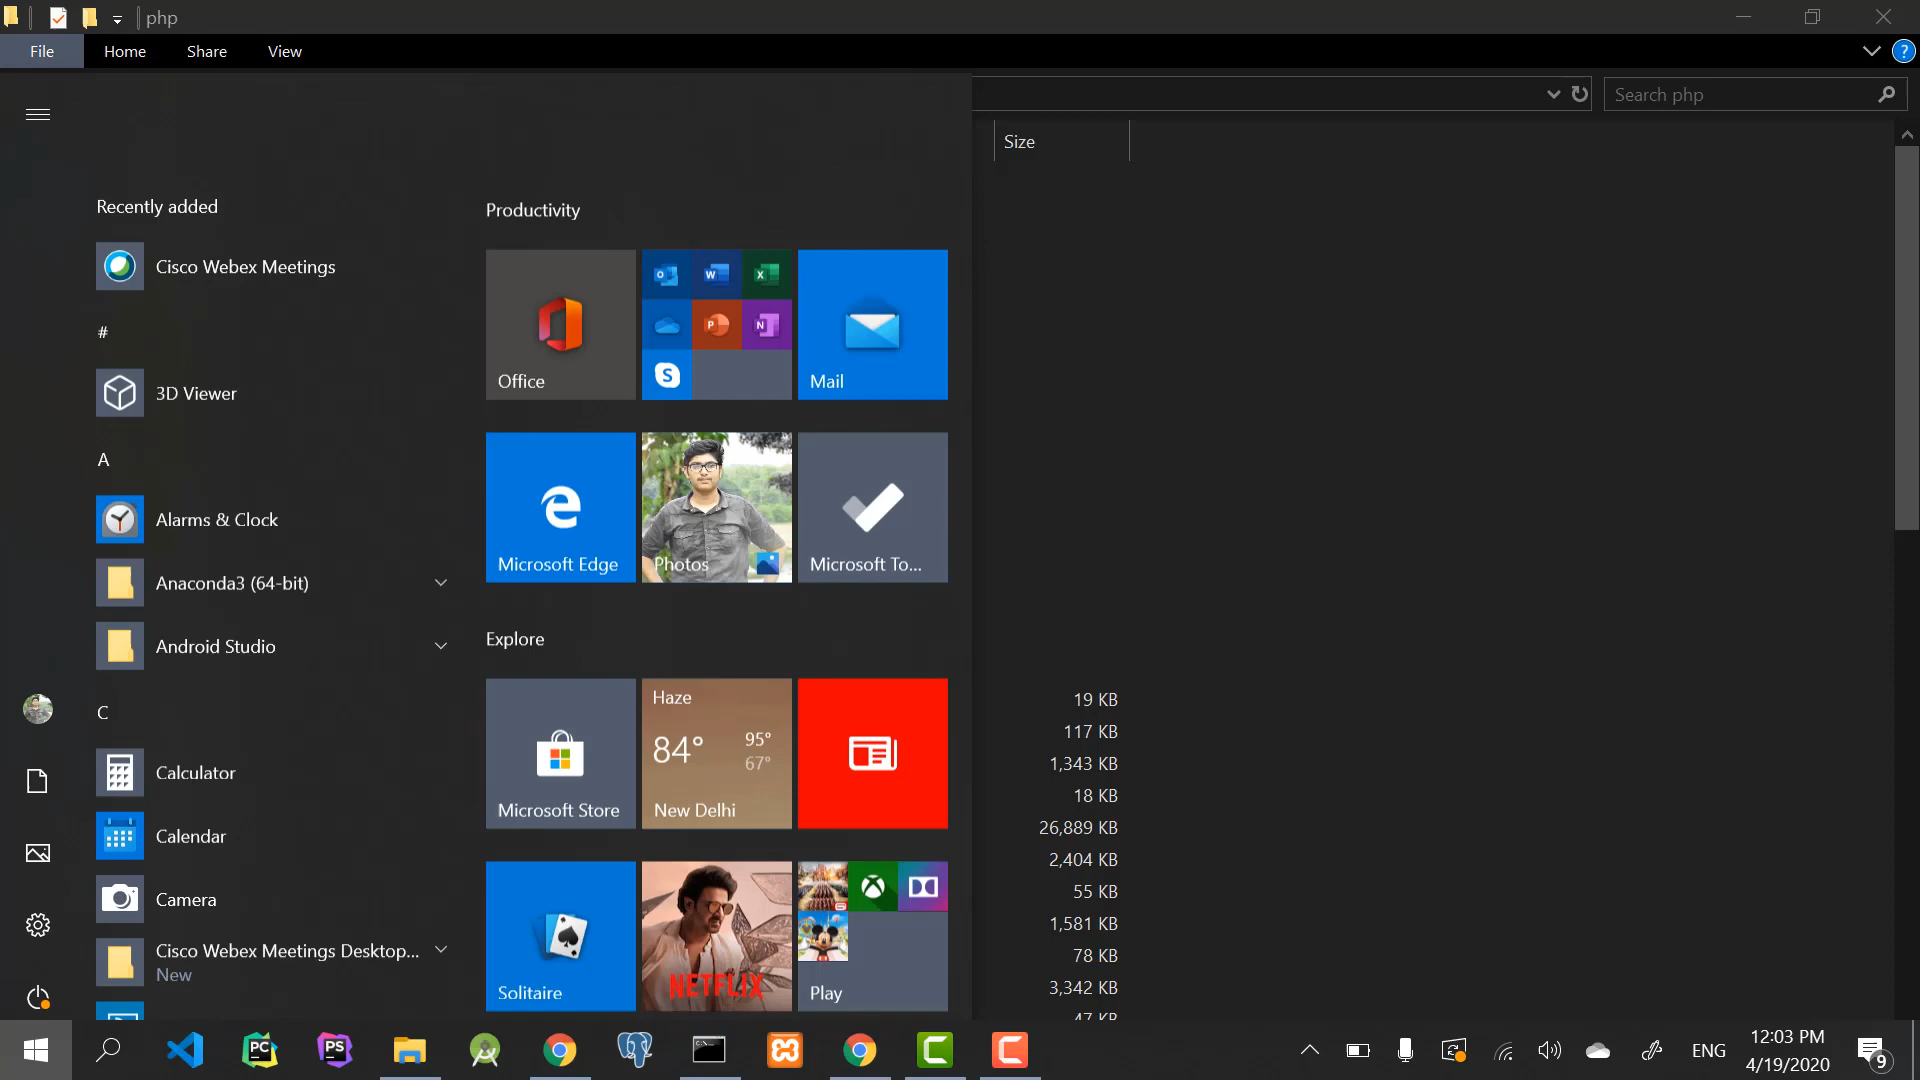 php
File
Home
Share
View
?
Search php
Size
Recently added
Cisco Webex Meetings
#
3D Viewer
A
Alarms & Clock
Anaconda3 (64-bit)
Android Studio
C
Calculator
Calendar
Camera
Cisco Webex Meetings Desktop...
New
Productivity
Office
Mail
Microsoft Edge
Photos
Microsoft To...
Explore
Microsoft Store
Haze
84°
95°
67°
New Delhi
Solitaire
NETFLIX
Play
19 KB
117 KB
1,343 KB
18 KB
26,889 KB
2,404 KB
55 KB
1,581 KB
78 KB
3,342 KB
47 KB
PC
PS
ENG
12:03 PM
4/19/2020
9